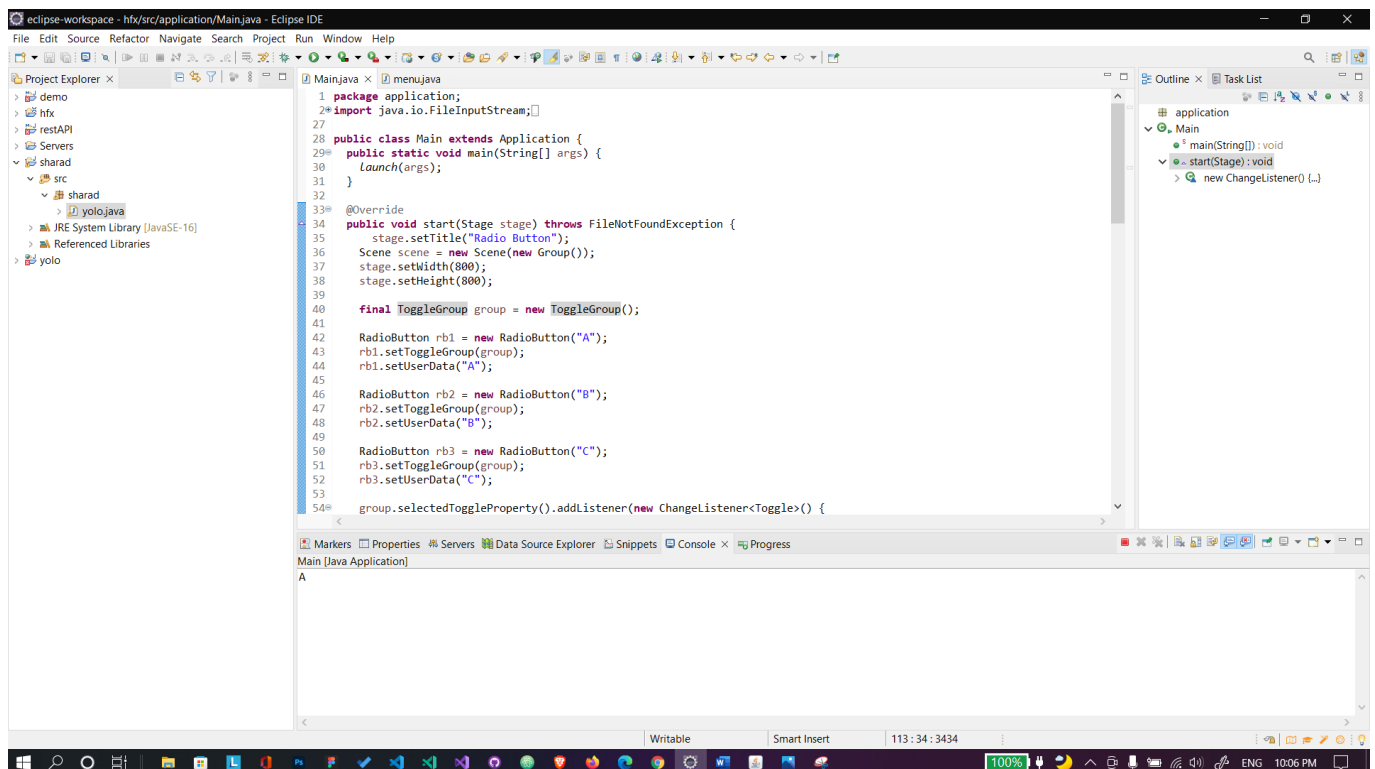 eclipse-workspace - hfx/src/application/Main.java - Eclipse IDE
File Edit Source Refactor Navigate Search Project Run Window Help
Project Explorer
demo
hfx
restAPI
Servers
sharad
src
sharad
yolo.java
JRE System Library [JavaSE-16]
Referenced Libraries
yolo
Main.java
menu.java
1 package application;
2 import java.io.FileInputStream;
27
28 public class Main extends Application {
29 public static void main(String[] args) {
30 launch(args);
31 }
32
33 @Override
34 public void start(Stage stage) throws FileNotFoundException {
35 stage.setTitle("Radio Button");
36 Scene scene = new Scene(new Group());
37 stage.setWidth(800);
38 stage.setHeight(800);
39
40 final ToggleGroup group = new ToggleGroup();
41
42 RadioButton rb1 = new RadioButton("A");
43 rb1.setToggleGroup(group);
44 rb1.setUserData("A");
45
46 RadioButton rb2 = new RadioButton("B");
47 rb2.setToggleGroup(group);
48 rb2.setUserData("B");
49
50 RadioButton rb3 = new RadioButton("C");
51 rb3.setToggleGroup(group);
52 rb3.setUserData("C");
53
54 group.selectedToggleProperty().addListener(new ChangeListener<Toggle>() {
Outline Task List
application
Main
main(String[]) : void
start(Stage) : void
new ChangeListener() {...}
Markers Properties Servers Data Source Explorer Snippets Console Progress
Main [Java Application]
A
Writable Smart Insert 113 : 34 : 3434
100% ENG 10:06 PM